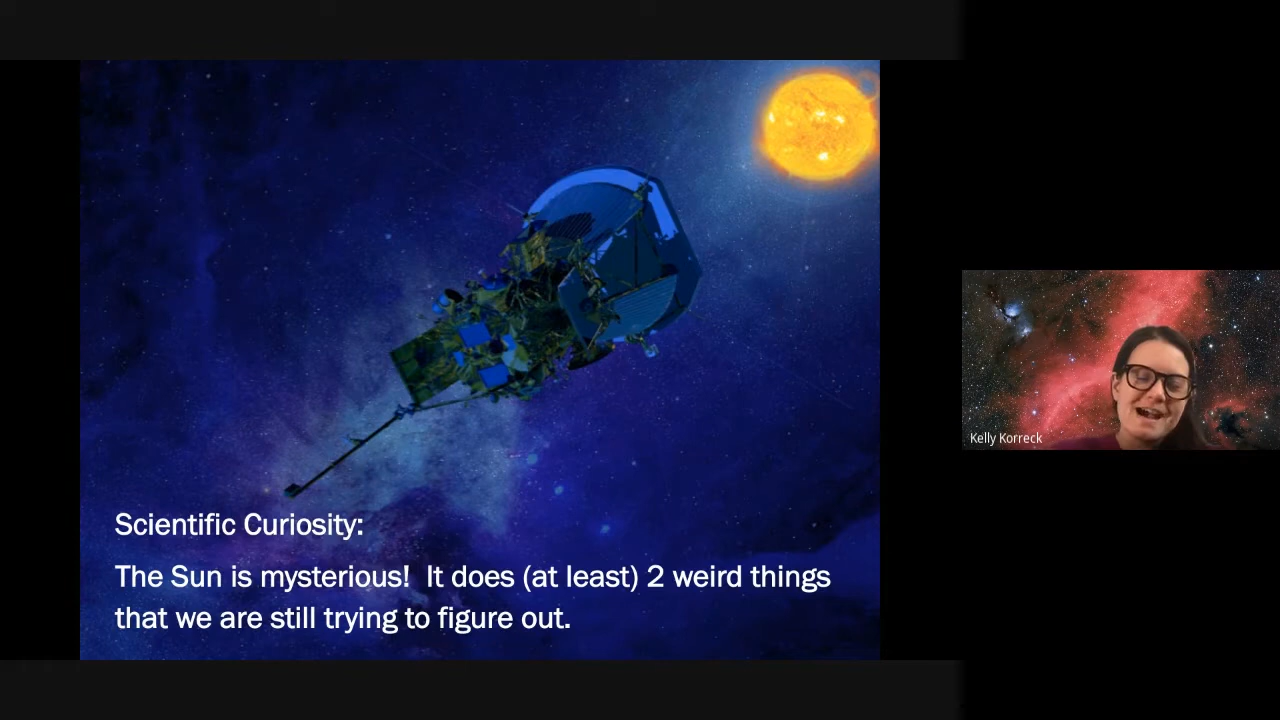 Scientific Curiosity:
The Sun is mysterious!  It does (at least) 2 weird things
that we are still trying to figure out.
Kelly Korreck